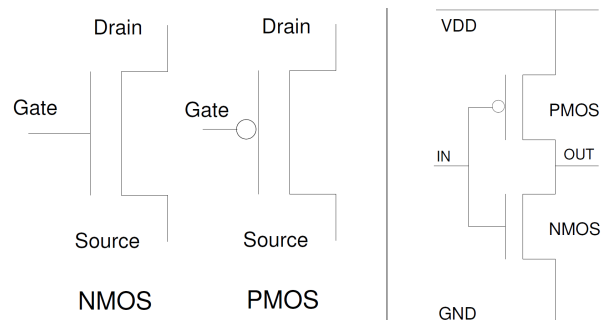 Drain
Gate
Source
NMOS
Drain
Gate
Source
PMOS
VDD
PMOS
IN
OUT
NMOS
GND